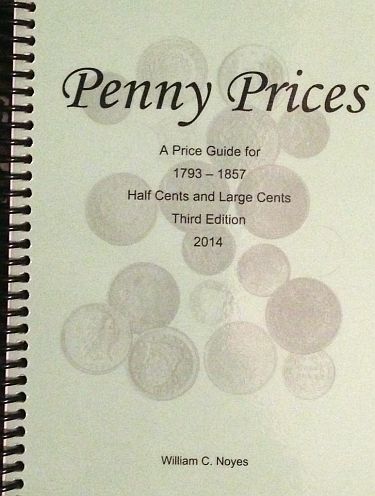 Penny Prices
A Price Guide for
1793 – 1857
Half Cents and Large Cents
Third Edition
2014
William C. Noyes